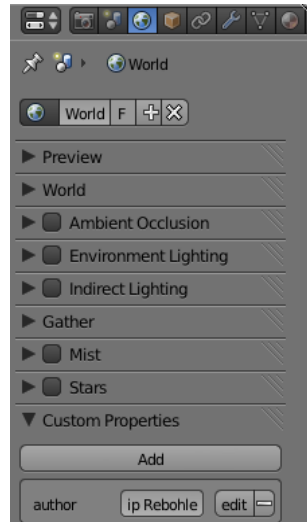 World
World F
Preview
World
Ambient Occlusion
Environment Lighting
Indirect Lighting
Gather
Mist
Stars
Custom Properties
Add
author ip Rebohle edit